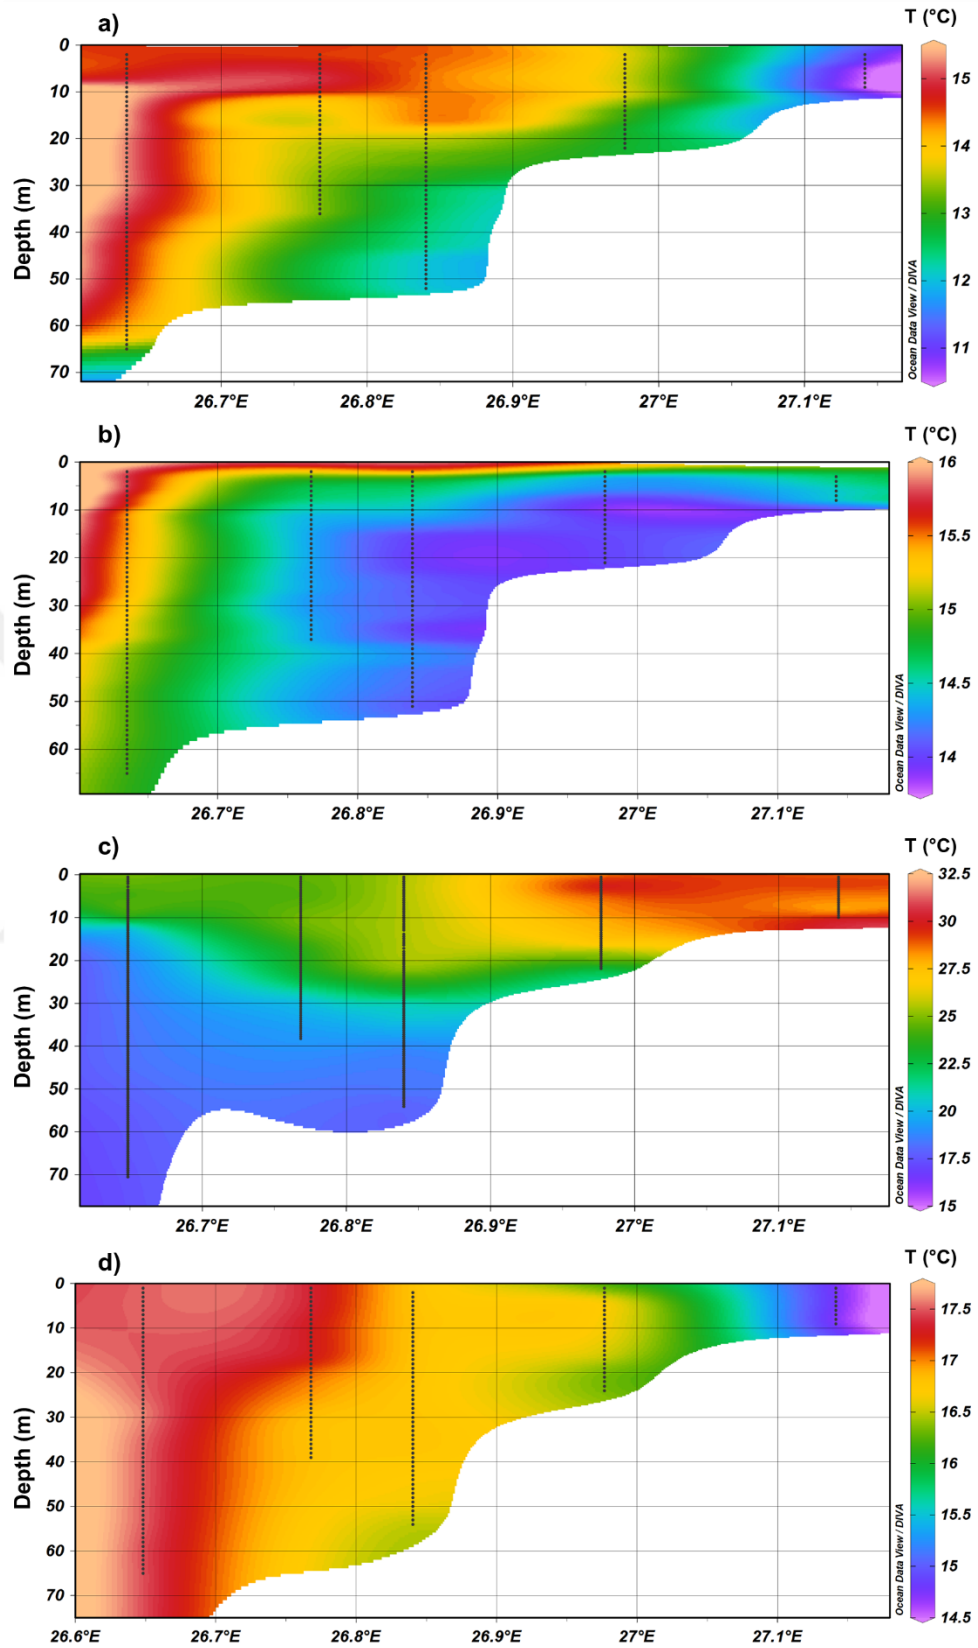 a)
T (°C)
0
10
20
30
40
50
60
70
Depth (m)
15
14
13
12
11
Ocean Data View / DIVA
26.7°E 26.8°E 26.9°E 27°E 27.1°E
b)
T (°C)
0
10
20
30
40
50
60
Depth (m)
16
15.5
15
14.5
14
Ocean Data View / DIVA
26.7°E 26.8°E 26.9°E 27°E 27.1°E
c)
T (°C)
0
10
20
30
40
50
60
70
Depth (m)
32.5
30
27.5
25
22.5
20
17.5
15
Ocean Data View / DIVA
26.7°E 26.8°E 26.9°E 27°E 27.1°E
d)
T (°C)
0
10
20
30
40
50
60
70
Depth (m)
17.5
17
16.5
16
15.5
15
14.5
Ocean Data View / DIVA
26.6°E 26.7°E 26.8°E 26.9°E 27°E 27.1°E